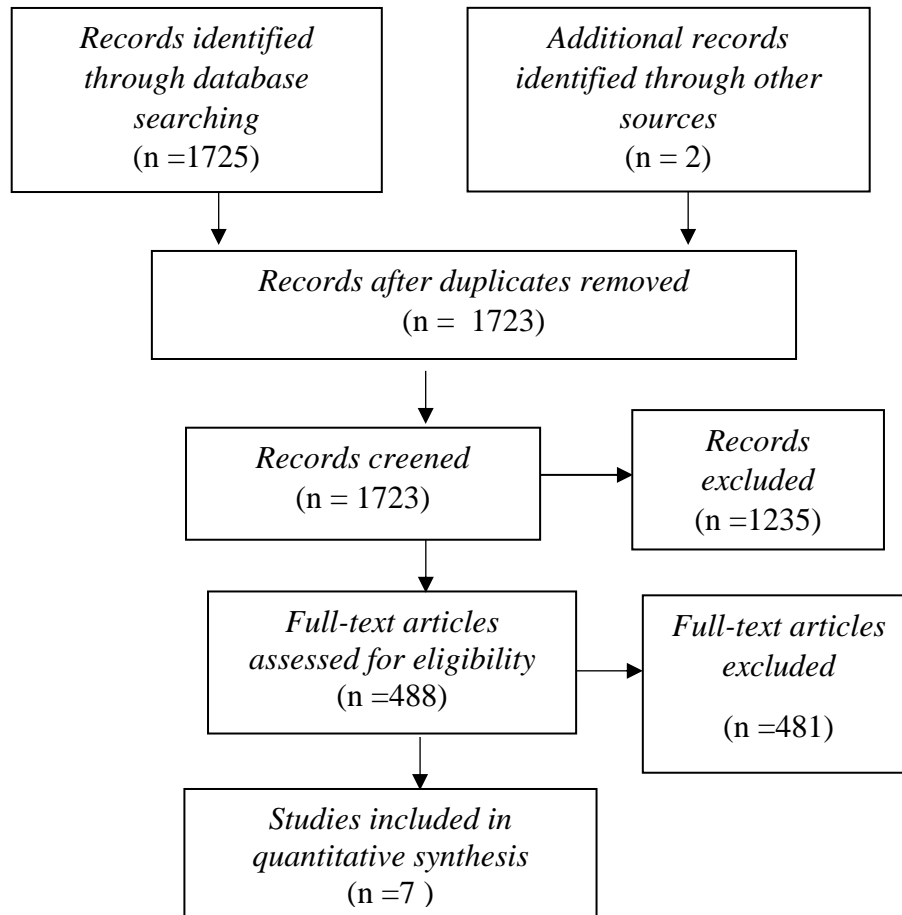 Records identified
through database
searching
(n =1725)
Additional records
identified through other
sources
(n = 2)
Records after duplicates removed
(n =  1723)
Records creened
(n = 1723)
Records
excluded
(n =1235)
Full-text articles
assessed for eligibility
(n =488)
Full-text articles
excluded
(n =481)
Studies included in
quantitative synthesis
(n =7 )